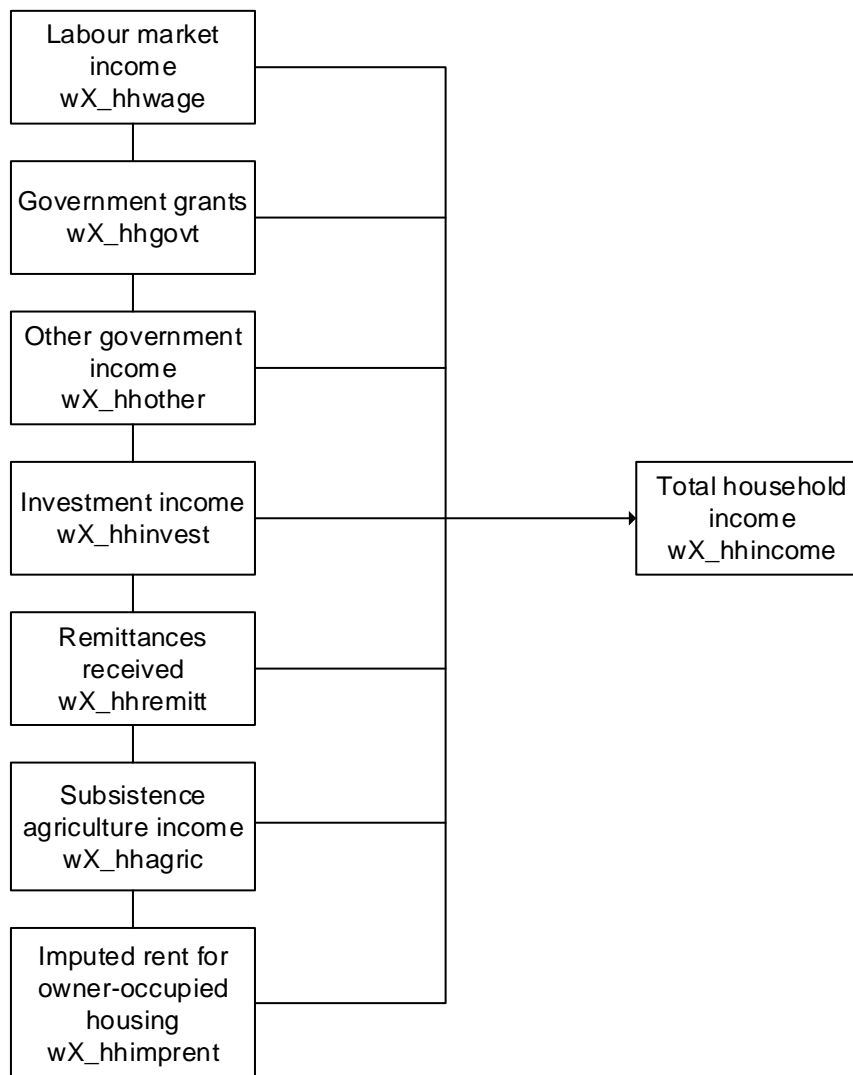 Labour market
income
wX_hhwage
Government grants
wX_hhgovt
Other government
income
wX_hhother
Investment income
wX_hhinvest
Remittances
received
wX_hhremitt
Subsistence
agriculture income
wX_hhagric
Imputed rent for
owner-occupied
housing
wX_hhimprent
Total household
income
wX_hhincome